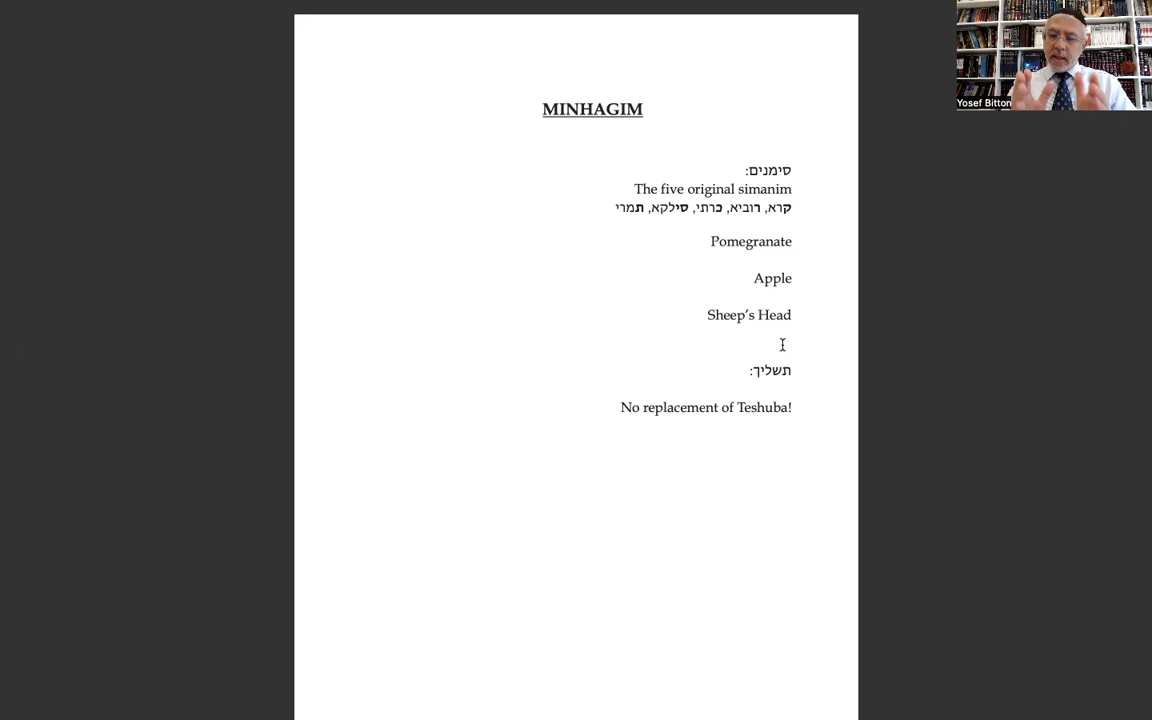 MINHAGIM
סימנים:
The five original simanim
קרא, רוביא, כרתי, סילקא, תמרי
Pomegranate
Apple
Sheep’s Head
תשליך:
No replacement of Teshuba!
Yosef Bitton